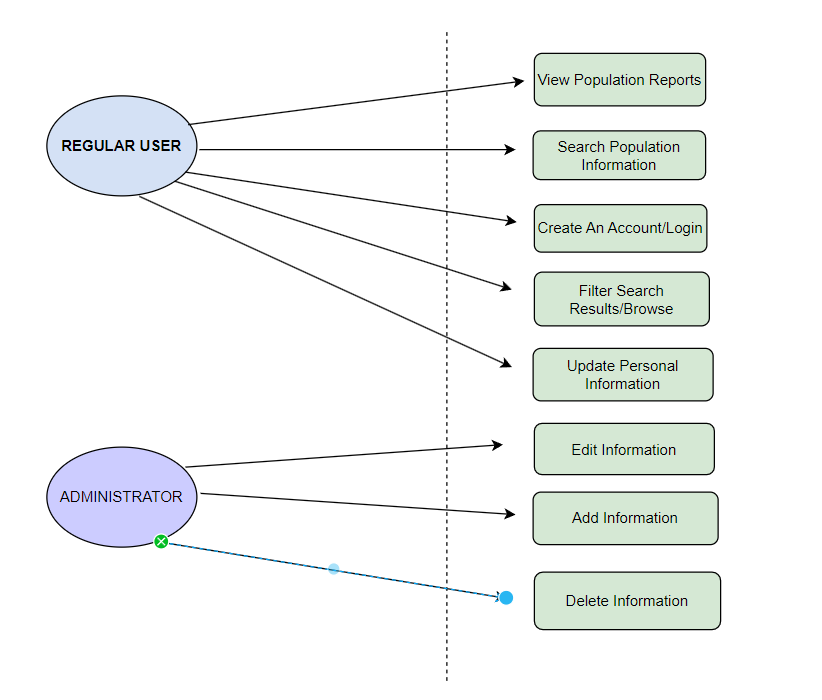 View Population Reports
REGULAR USER
Search Population
Information
Create An Account/Login
Filter Search
Results/Browse
Update Personal
Information
Edit Information
ADMINISTRATOR
Add Information
Delete Information